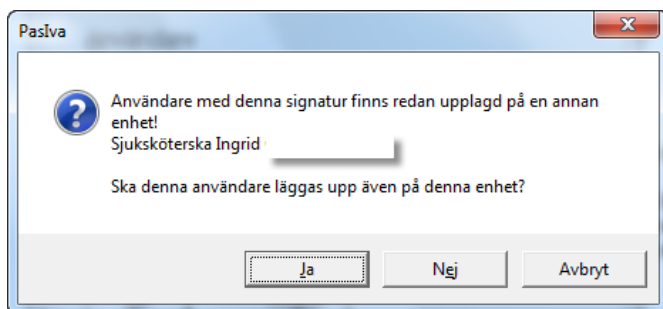 PasIva
Användare med denna signatur finns redan upplagd på en annan
enhet!
Sjuksköterska Ingrid
Ska denna användare läggas upp även på denna enhet?
Ja
Nej
Avbryt